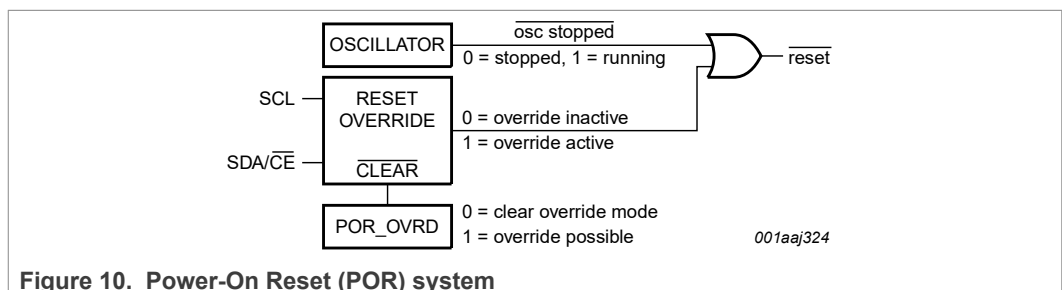 OSCILLATOR
osc stopped
0 = stopped, 1 = running
reset
SCL
RESET
OVERRIDE
0 = override inactive
1 = override active
SDA/CE
CLEAR
POR_OVRD
0 = clear override mode
1 = override possible
001aaj324
Figure 10. Power-On Reset (POR) system